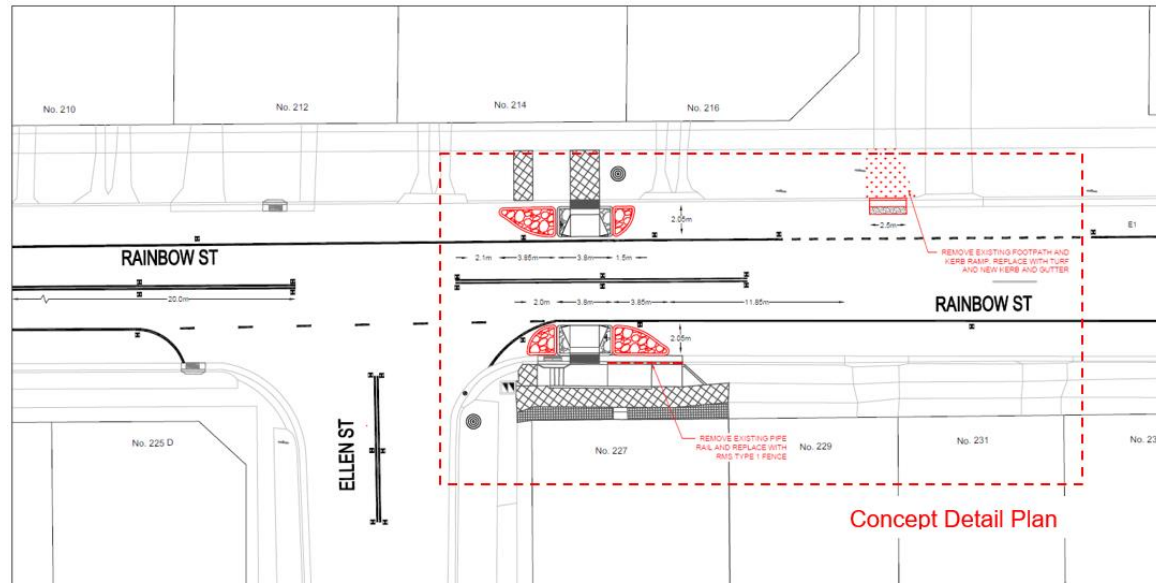 No. 210
No. 212
No. 214
No. 216
2.05m
2.5m
E1
RAINBOW ST
2.1m
3.85m
3.8m
1.5m
REMOVE EXISTING FOOTPATH AND
KERB RAMP. REPLACE WITH TURF
AND NEW KERB AND GUTTER
20.0m
2.0m
3.8m
3.85m
11.85m
RAINBOW ST
2.05m
ELLEN ST
No. 225 D
REMOVE EXISTING PIPE
RAIL AND REPLACE WITH
RMS TYPE 1 FENCE
No. 227
No. 229
No. 231
No. 23
Concept Detail Plan